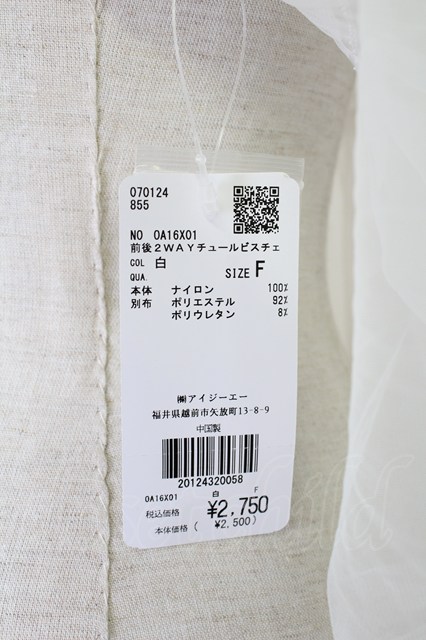 070124
855
NO 0A16X01
前後2WAYチュールビスチェ
COL 白
QUA. SIZE F
本体 ナイロン 100%
別布 ポリエステル 92%
ポリウレタン 8%
㈱アイジーエー
福井県越前市矢放町13-8-9
中国製
20124320058
0A16X01 白 F
税込価格 ¥2,750
本体価格 ( ¥2,500)